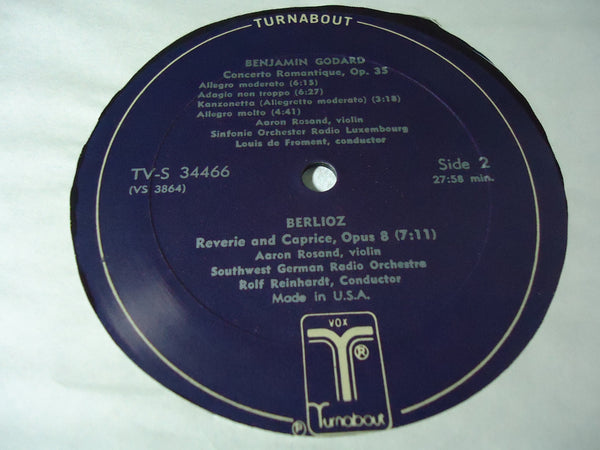 TURNABOUT
BENJAMIN GODARD
Concerto Romantique, Op. 35
Allegro moderato (6:15)
Adagio non troppo (6:27)
Kanzonetta (Allegretto moderato) (3:18)
Allegro molto (4:41)
Aaron Rosand, violin
Sinfonie Orchester Radio Luxembourg
Louis de Froment, conductor
TV-S 34466
(VS 3864)
Side 2
27:58 min.
BERLIOZ
Reverie and Caprice, Opus 8 (7:11)
Aaron Rosand, violin
Southwest German Radio Orchestra
Rolf Reinhardt, Conductor
Made in U.S.A.
VOX
T®
℗ Turnabout